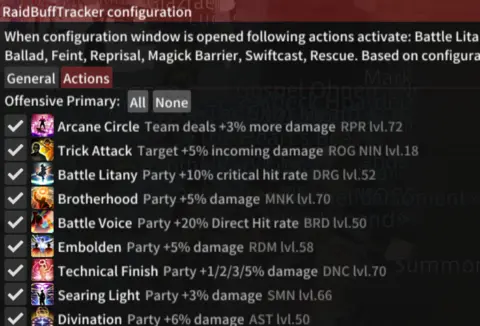 RaidBuffTracker configuration
When configuration window is opened following actions activate: Battle Lita
Ballad, Feint, Reprisal, Magick Barrier, Swiftcast, Rescue. Based on configura
General Actions
Offensive Primary: All None
Arcane Circle Team deals +3% more damage RPR lvl.72
Trick Attack Target +5% incoming damage ROG NIN lvl.18
Battle Litany Party +10% critical hit rate DRG lvl.52
Brotherhood Party +5% damage MNK lvl.70
Battle Voice Party +20% Direct Hit rate BRD lvl.50
Embolden Party +5% damage RDM lvl.58
Technical Finish Party +1/2/3/5% damage DNC lvl.70
Searing Light Party +3% damage SMN lvl.66
Divination Party +6% damage AST lvl.50